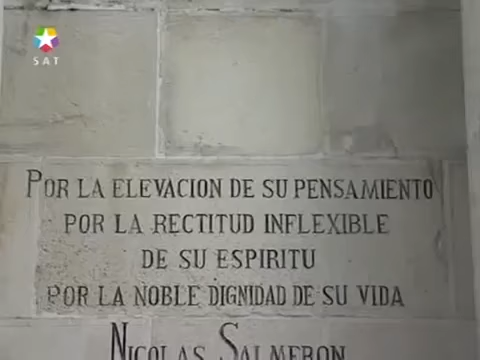 SAT
POR LA ELEVACION DE SU PENSAMIENTO
POR LA RECTITUD INFLEXIBLE
DE SU ESPIRITU
POR LA NOBLE DIGNIDAD DE SU VIDA
NICOLAS SALMERON